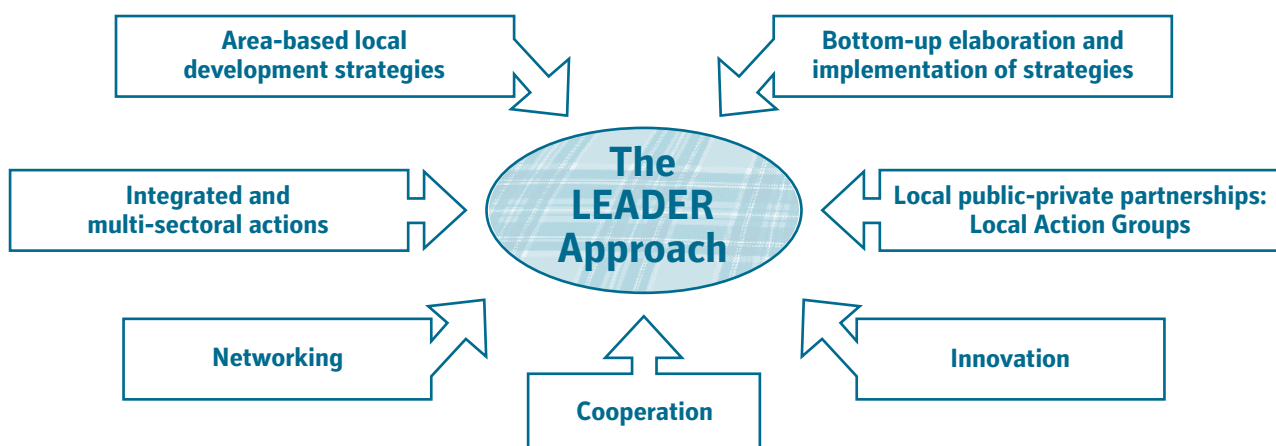 Area-based local
development strategies
Bottom-up elaboration and
implementation of strategies
The
LEADER
Approach
Integrated and
multi-sectoral actions
Local public-private partnerships:
Local Action Groups
Networking
Cooperation
Innovation